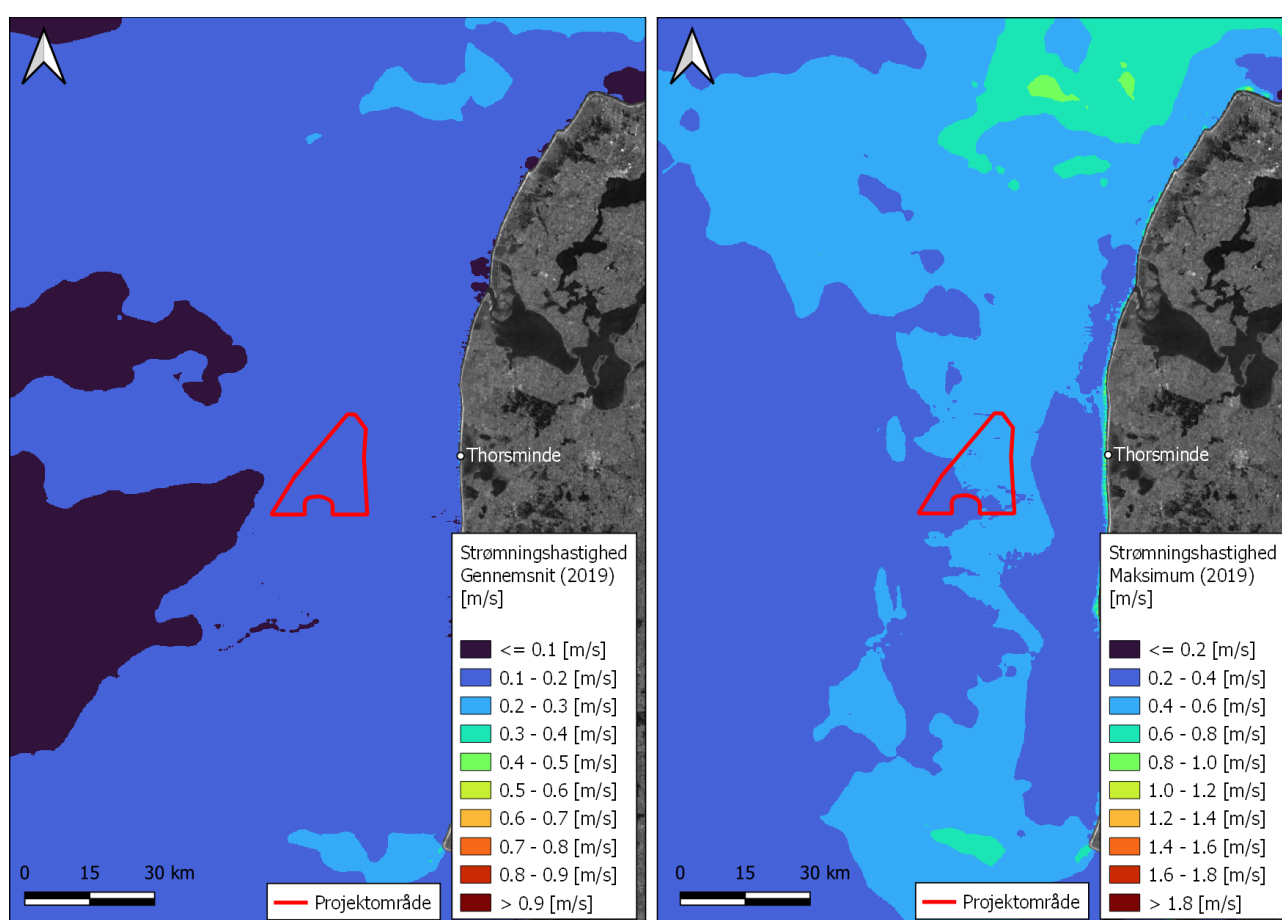 Thorsminde
Strømningshastighed
Gennemsnit (2019)
[m/s]
<= 0.1 [m/s]
0.1 - 0.2 [m/s]
0.2 - 0.3 [m/s]
0.3 - 0.4 [m/s]
0.4 - 0.5 [m/s]
0.5 - 0.6 [m/s]
0.6 - 0.7 [m/s]
0.7 - 0.8 [m/s]
0.8 - 0.9 [m/s]
> 0.9 [m/s]
0 15 30 km
Projektområde
Thorsminde
Strømningshastighed
Maksimum (2019)
[m/s]
<= 0.2 [m/s]
0.2 - 0.4 [m/s]
0.4 - 0.6 [m/s]
0.6 - 0.8 [m/s]
0.8 - 1.0 [m/s]
1.0 - 1.2 [m/s]
1.2 - 1.4 [m/s]
1.4 - 1.6 [m/s]
1.6 - 1.8 [m/s]
> 1.8 [m/s]
0 15 30 km
Projektområde